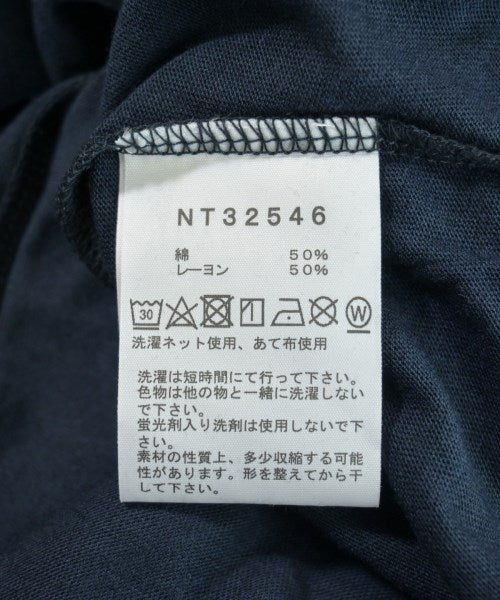 NT32546
綿 50%
レーヨン 50%
30 W
洗濯ネット使用、あて布使用
洗濯は短時間にて行って下さい。
色物は他の物と一緒に洗濯しない
で下さい。
蛍光剤入り洗剤は使用しないで下
さい。
素材の性質上、多少収縮する可能
性があります。形を整えてから干
して下さい。